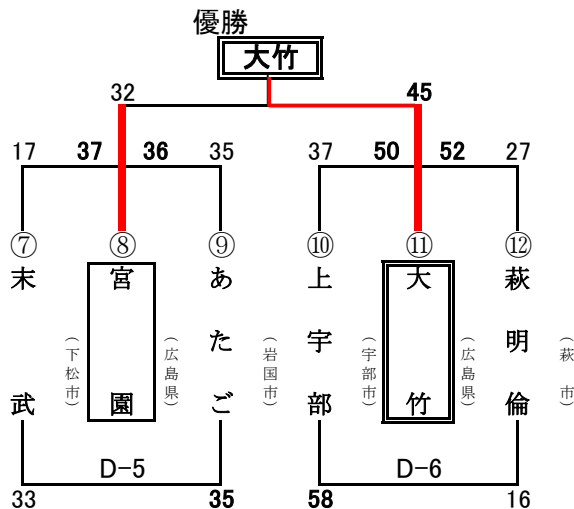 優勝
大竹
32 45
17 37 36 35 37 50 52 27
⑦ ⑧ ⑨ ⑩ ⑪ ⑫
末武
(下松市)
宮園
(広島県)
あたご
(岩国市)
上宇部
(宇部市)
大竹
(広島県)
萩明倫
(萩市)
D-5 D-6
33 35 58 16